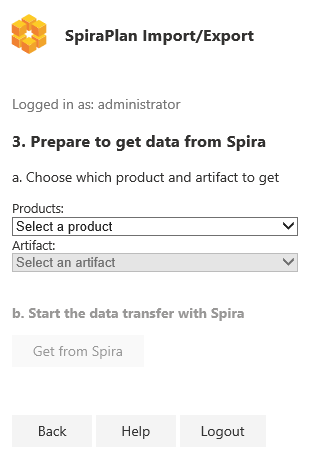 SpiraPlan Import/Export
Logged in as: administrator
3. Prepare to get data from Spira
a. Choose which product and artifact to get
Products:
Select a product
Artifact:
Select an artifact
b. Start the data transfer with Spira
Get from Spira
Back Help Logout